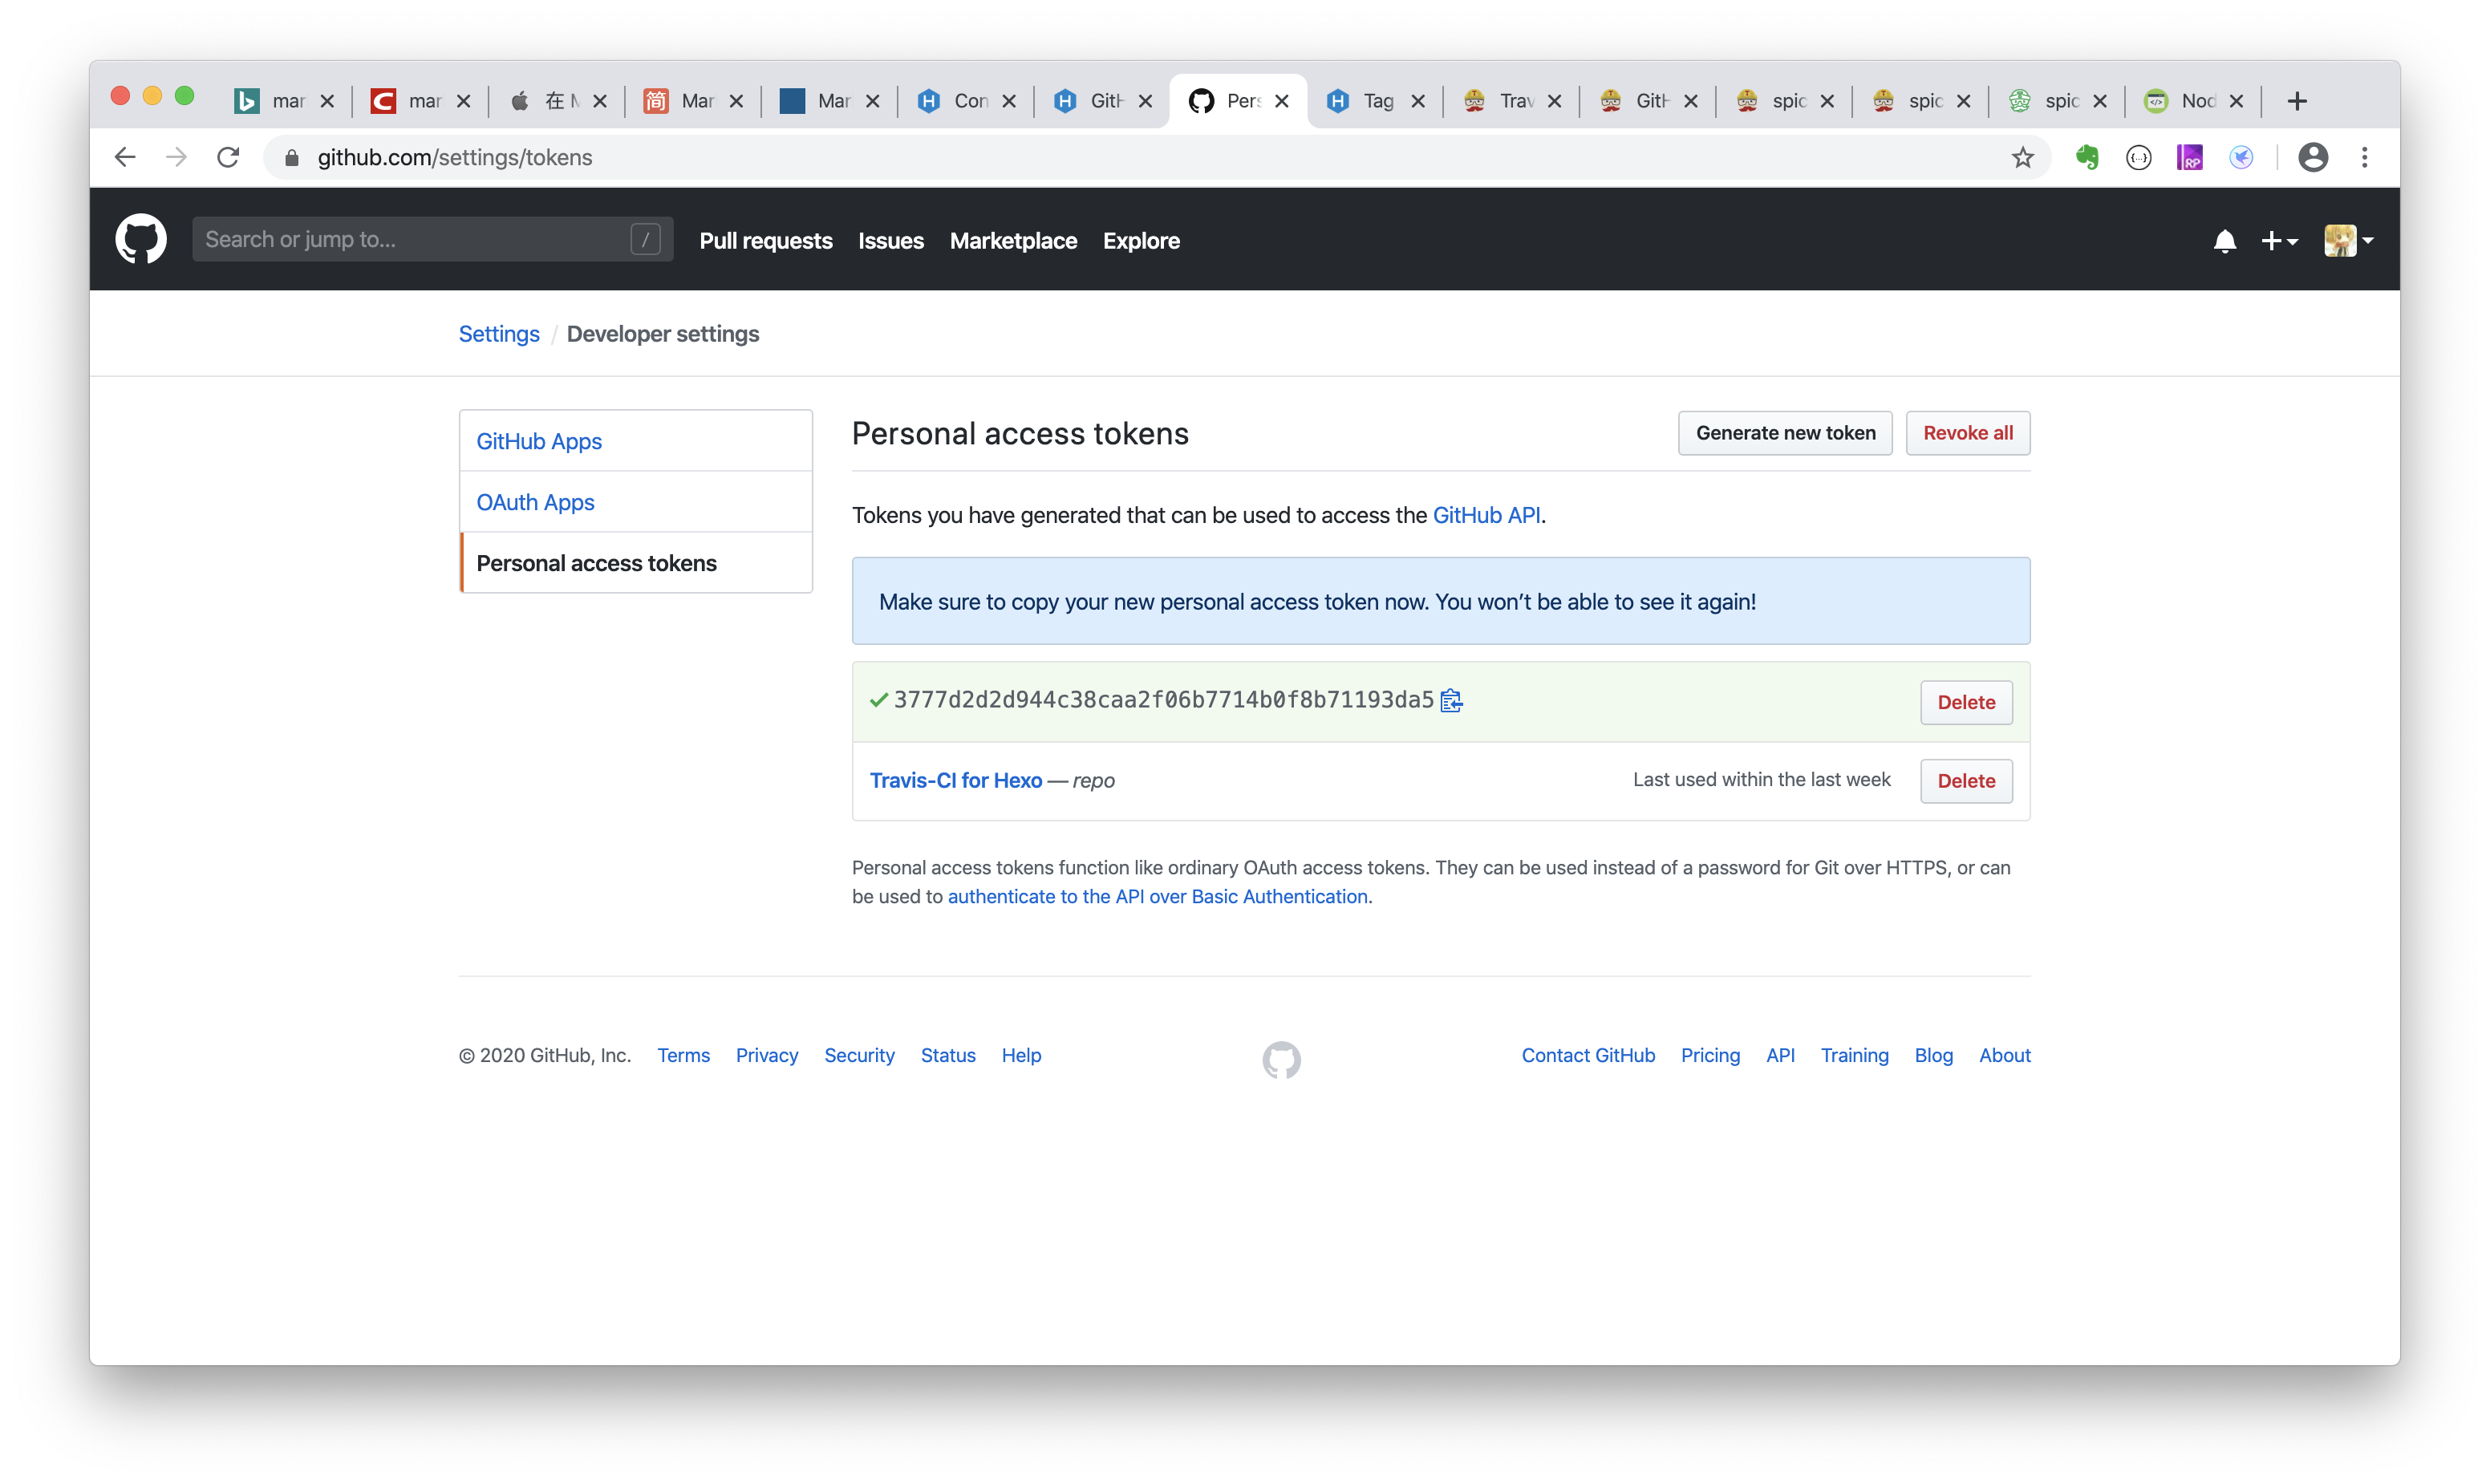 mar
mar
在 M
简 Mar
Mar
H Con
H GitH
Pers
H Tag
Trav
GitH
spic
spic
spic
Nod
github.com/settings/tokens
RP
Search or jump to... /
Pull requests Issues Marketplace Explore
Settings / Developer settings
GitHub Apps
OAuth Apps
Personal access tokens
Personal access tokens
Generate new token Revoke all
Tokens you have generated that can be used to access the GitHub API.
Make sure to copy your new personal access token now. You won’t be able to see it again!
3777d2d2d944c38caa2f06b7714b0f8b71193da5 Delete
Travis-CI for Hexo — repo Last used within the last week Delete
Personal access tokens function like ordinary OAuth access tokens. They can be used instead of a password for Git over HTTPS, or can
be used to authenticate to the API over Basic Authentication.
© 2020 GitHub, Inc. Terms Privacy Security Status Help
Contact GitHub Pricing API Training Blog About